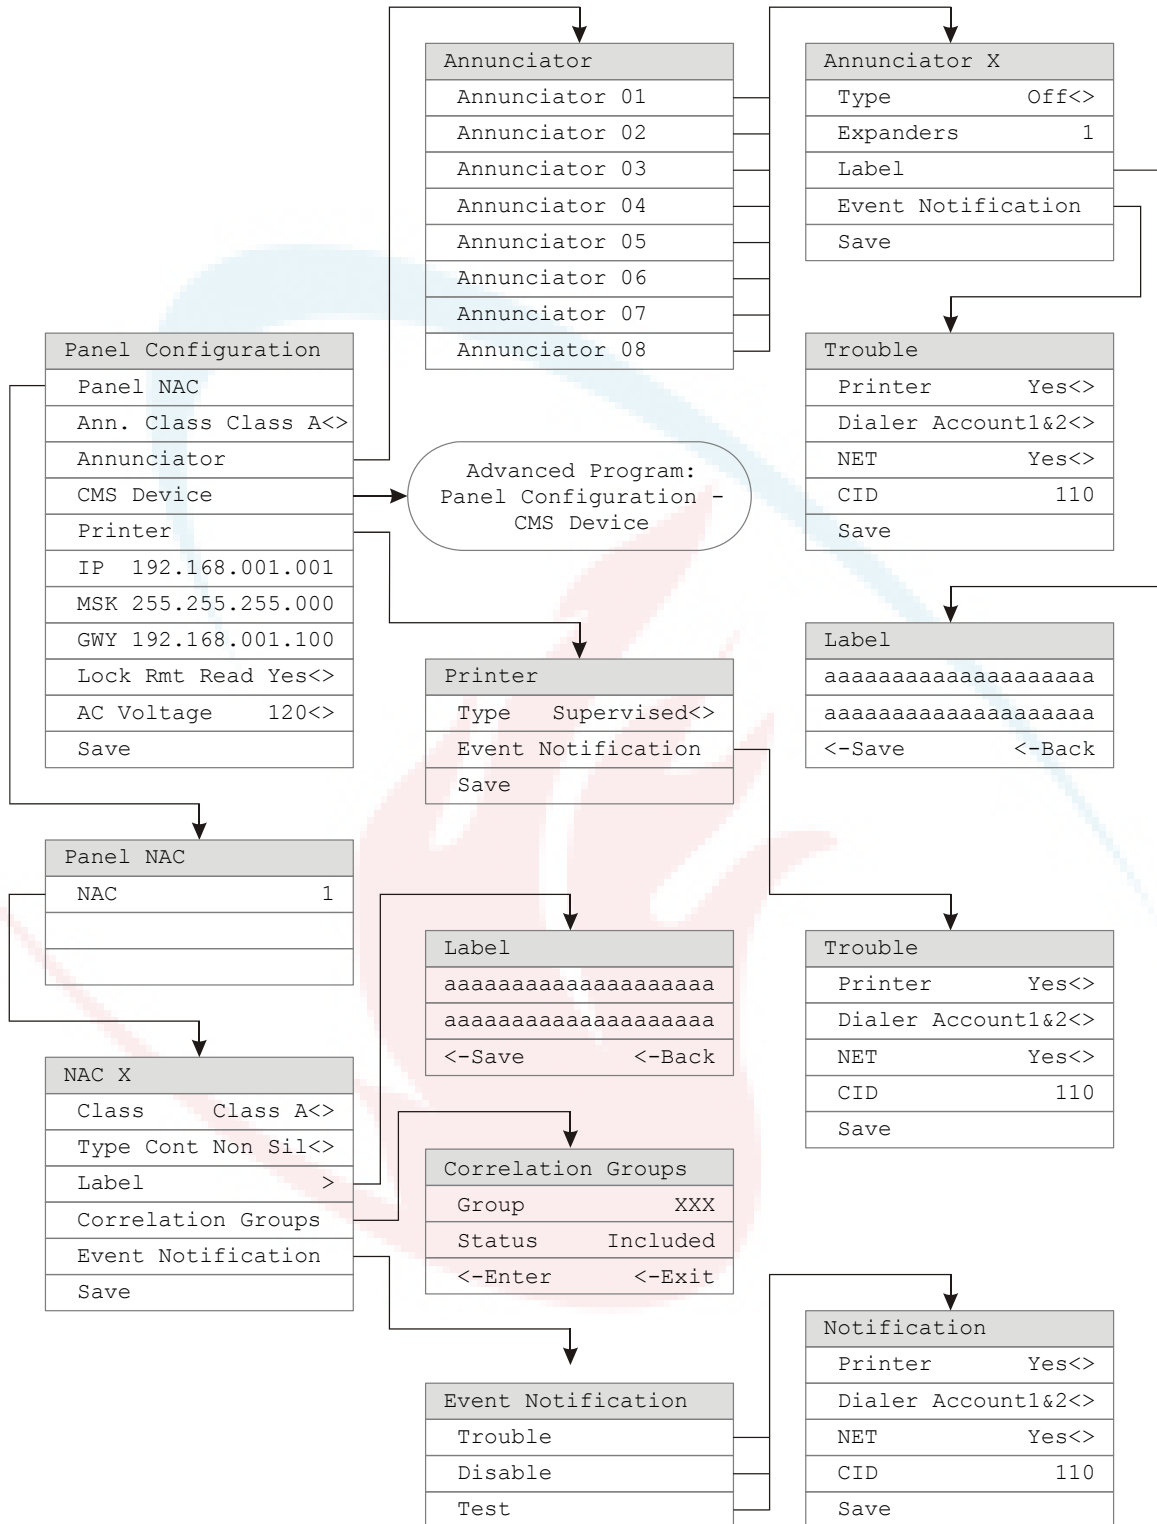 Annunciator
Annunciator 01
Annunciator 02
Annunciator 03
Annunciator 04
Annunciator 05
Annunciator 06
Annunciator 07
Annunciator 08
Annunciator X
Type Off<>
Expanders 1
Label
Event Notification
Save
Trouble
Printer Yes<>
Dialer Account1&2<>
NET Yes<>
CID 110
Save
Panel Configuration
Panel NAC
Ann. Class Class A<>
Annunciator
CMS Device
Printer
IP 192.168.001.001
MSK 255.255.255.000
GWY 192.168.001.100
Lock Rmt Read Yes<>
AC Voltage 120<>
Save
Advanced Program:
Panel Configuration -
CMS Device
Label
aaaaaaaaaaaaaaaaaaaa
aaaaaaaaaaaaaaaaaaaa
<-Save <-Back
Printer
Type Supervised<>
Event Notification
Save
Panel NAC
NAC 1
Label
aaaaaaaaaaaaaaaaaaaa
aaaaaaaaaaaaaaaaaaaa
<-Save <-Back
Trouble
Printer Yes<>
Dialer Account1&2<>
NET Yes<>
CID 110
Save
NAC X
Class Class A<>
Type Cont Non Sil<>
Label >
Correlation Groups
Event Notification
Save
Correlation Groups
Group XXX
Status Included
<-Enter <-Exit
Event Notification
Trouble
Disable
Test
Notification
Printer Yes<>
Dialer Account1&2<>
NET Yes<>
CID 110
Save